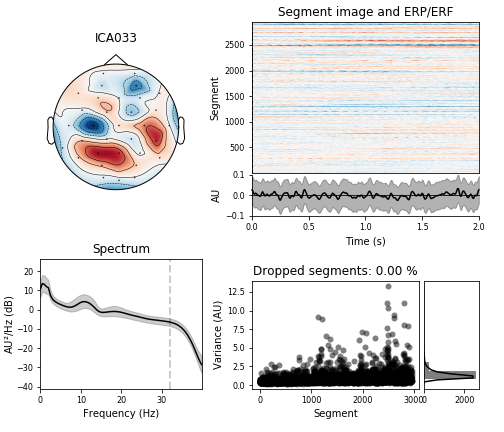 ICA033
Segment image and ERP/ERF
Segment
2500
2000
1500
1000
500
AU
0.1
0.0
−0.1
0.0 0.5 1.0 1.5 2.0
Time (s)
Spectrum
AU²/Hz (dB)
20
10
0
−10
−20
−30
−40
0 10 20 30
Frequency (Hz)
Dropped segments: 0.00 %
Variance (AU)
12.5
10.0
7.5
5.0
2.5
0.0
0 1000 2000 3000
Segment
0 2000